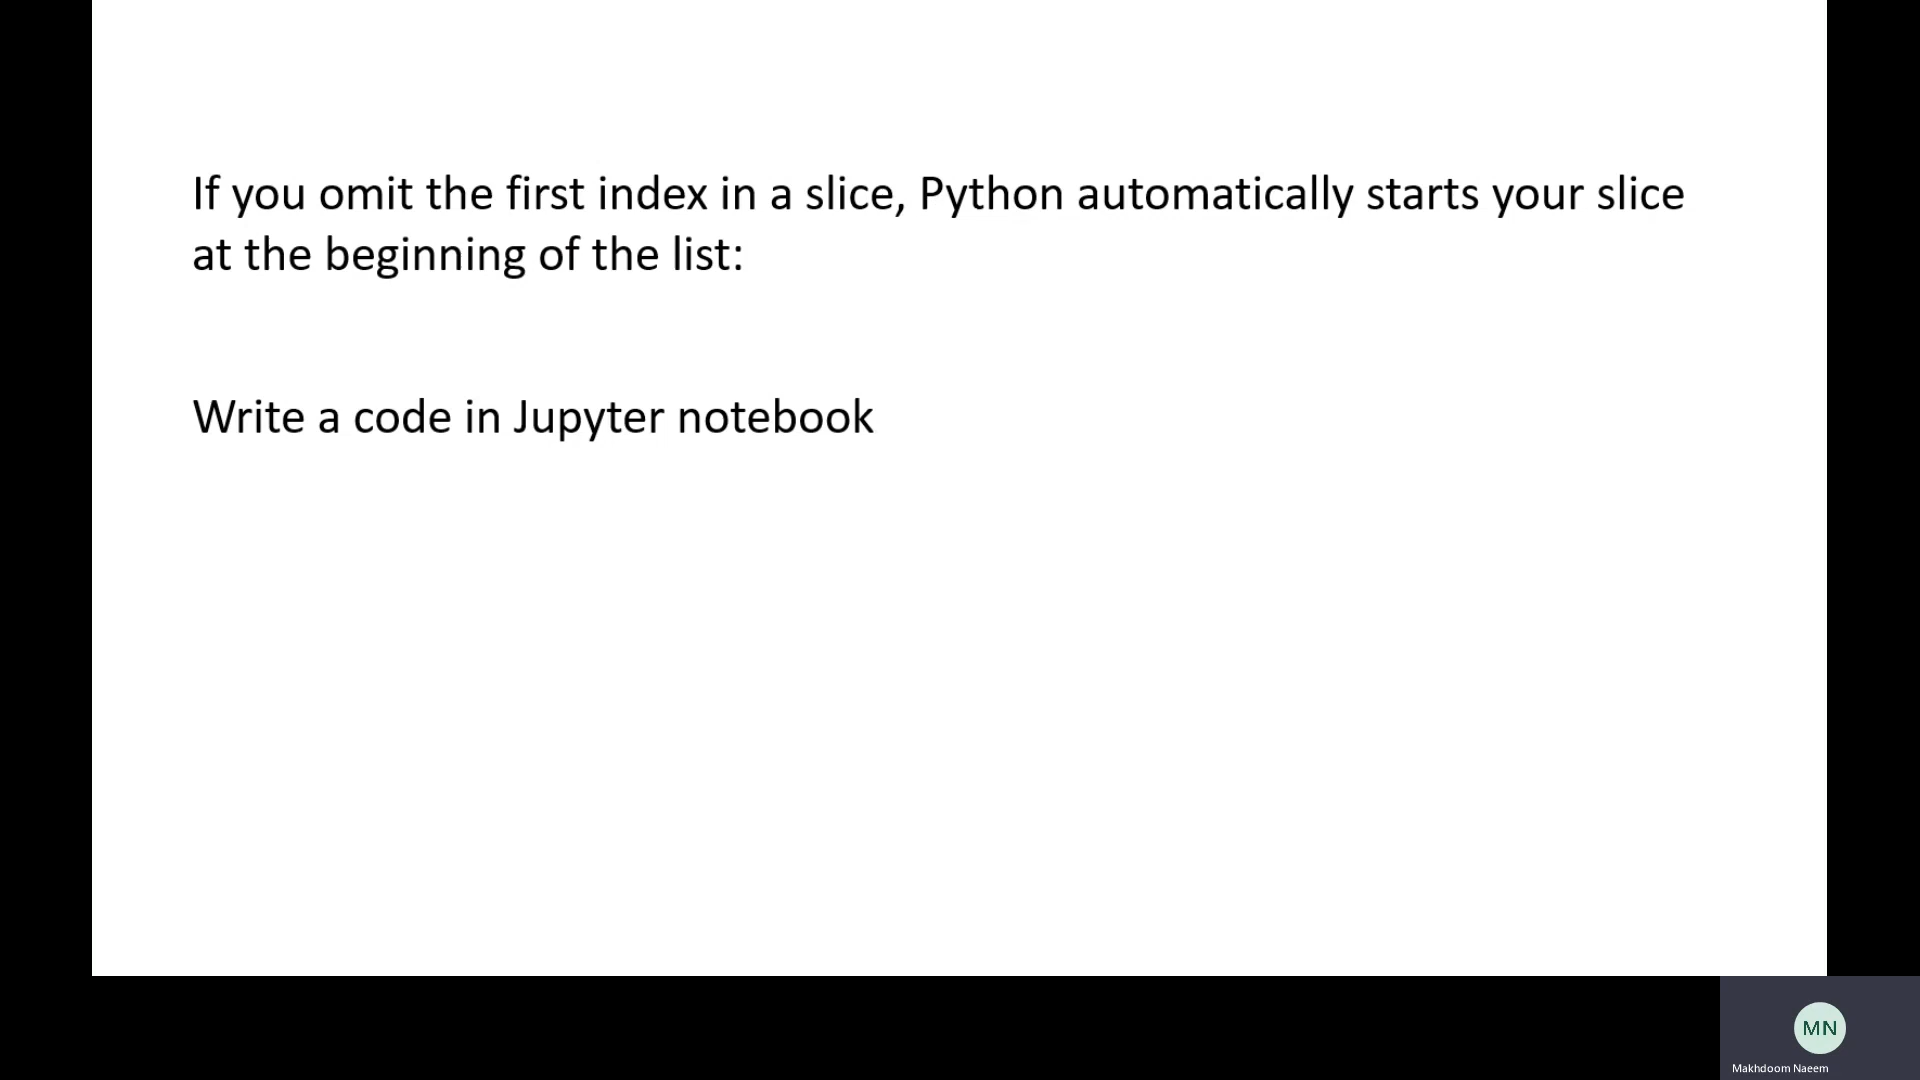 If you omit the first index in a slice, Python automatically starts your slice
at the beginning of the list:
Write a code in Jupyter notebook
MN
Makhdoom Naeem